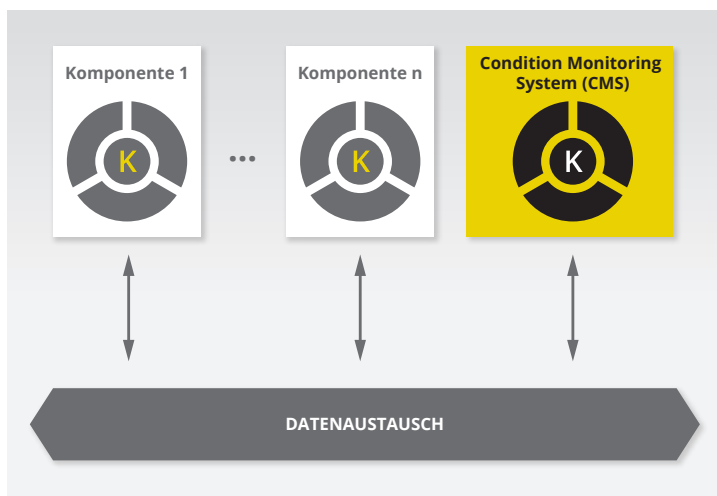 Komponente 1
K
...
Komponente n
K
Condition Monitoring
System (CMS)
K
DATENAUSTAUSCH